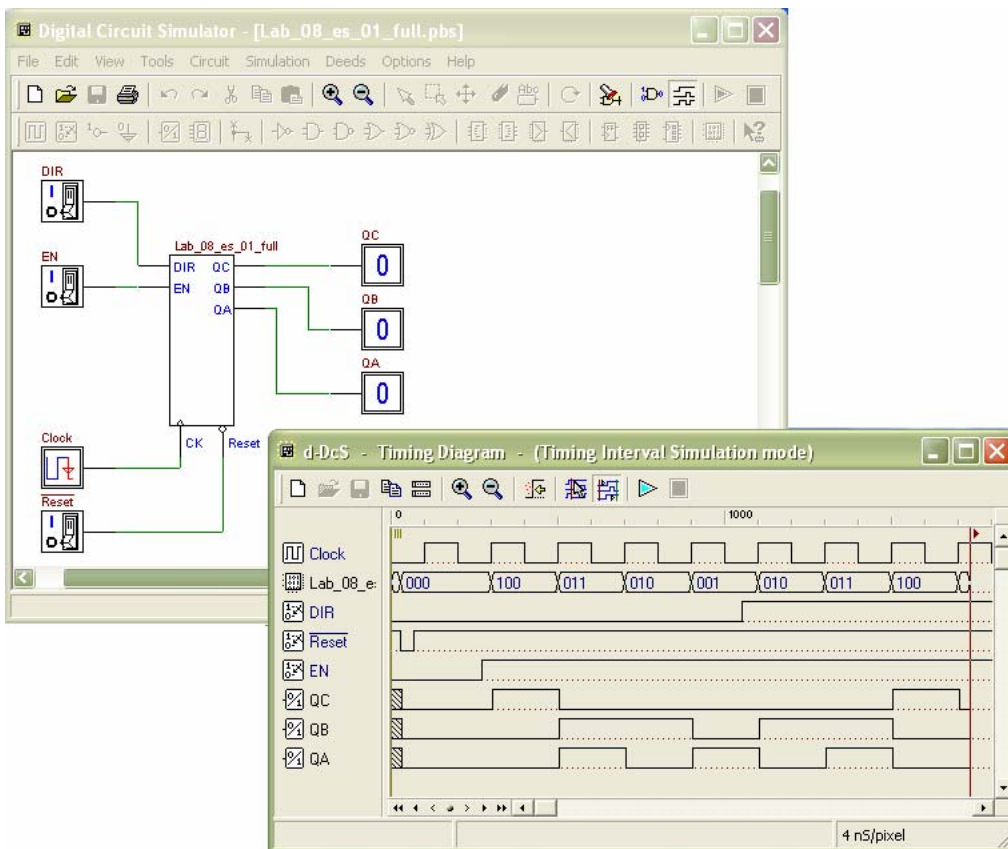 Digital Circuit Simulator - [Lab_08_es_01_full.pbs]
File Edit View Tools Circuit Simulation Deeds Options Help
Abc
DIR
EN
Lab_08_es_01_full
DIR QC
EN QB
QA
QC
0
QB
0
QA
0
Clock
CK
Reset
Reset
d-DcS - Timing Diagram - (Timing Interval Simulation mode)
0 1000
Clock
Lab_08_e: 000 100 011 010 001 010 011 100
DIR
Reset
EN
QC
QB
QA
4 nS/pixel